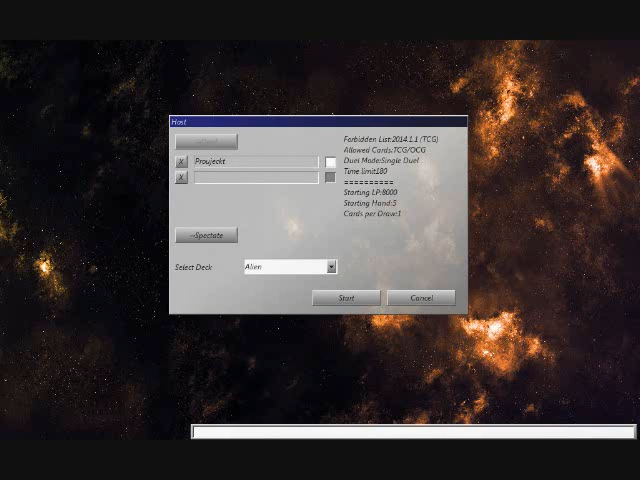 Host
Forbidden List:2014.1.1 (TCG)
Allowed Cards:TCG/OCG
X Proujeckt
Duel Mode:Single Duel
X
Time limit180
==========
Starting LP:8000
Starting Hand:5
Cards per Draw:1
→Spectate
Select Deck Alien
Start Cancel